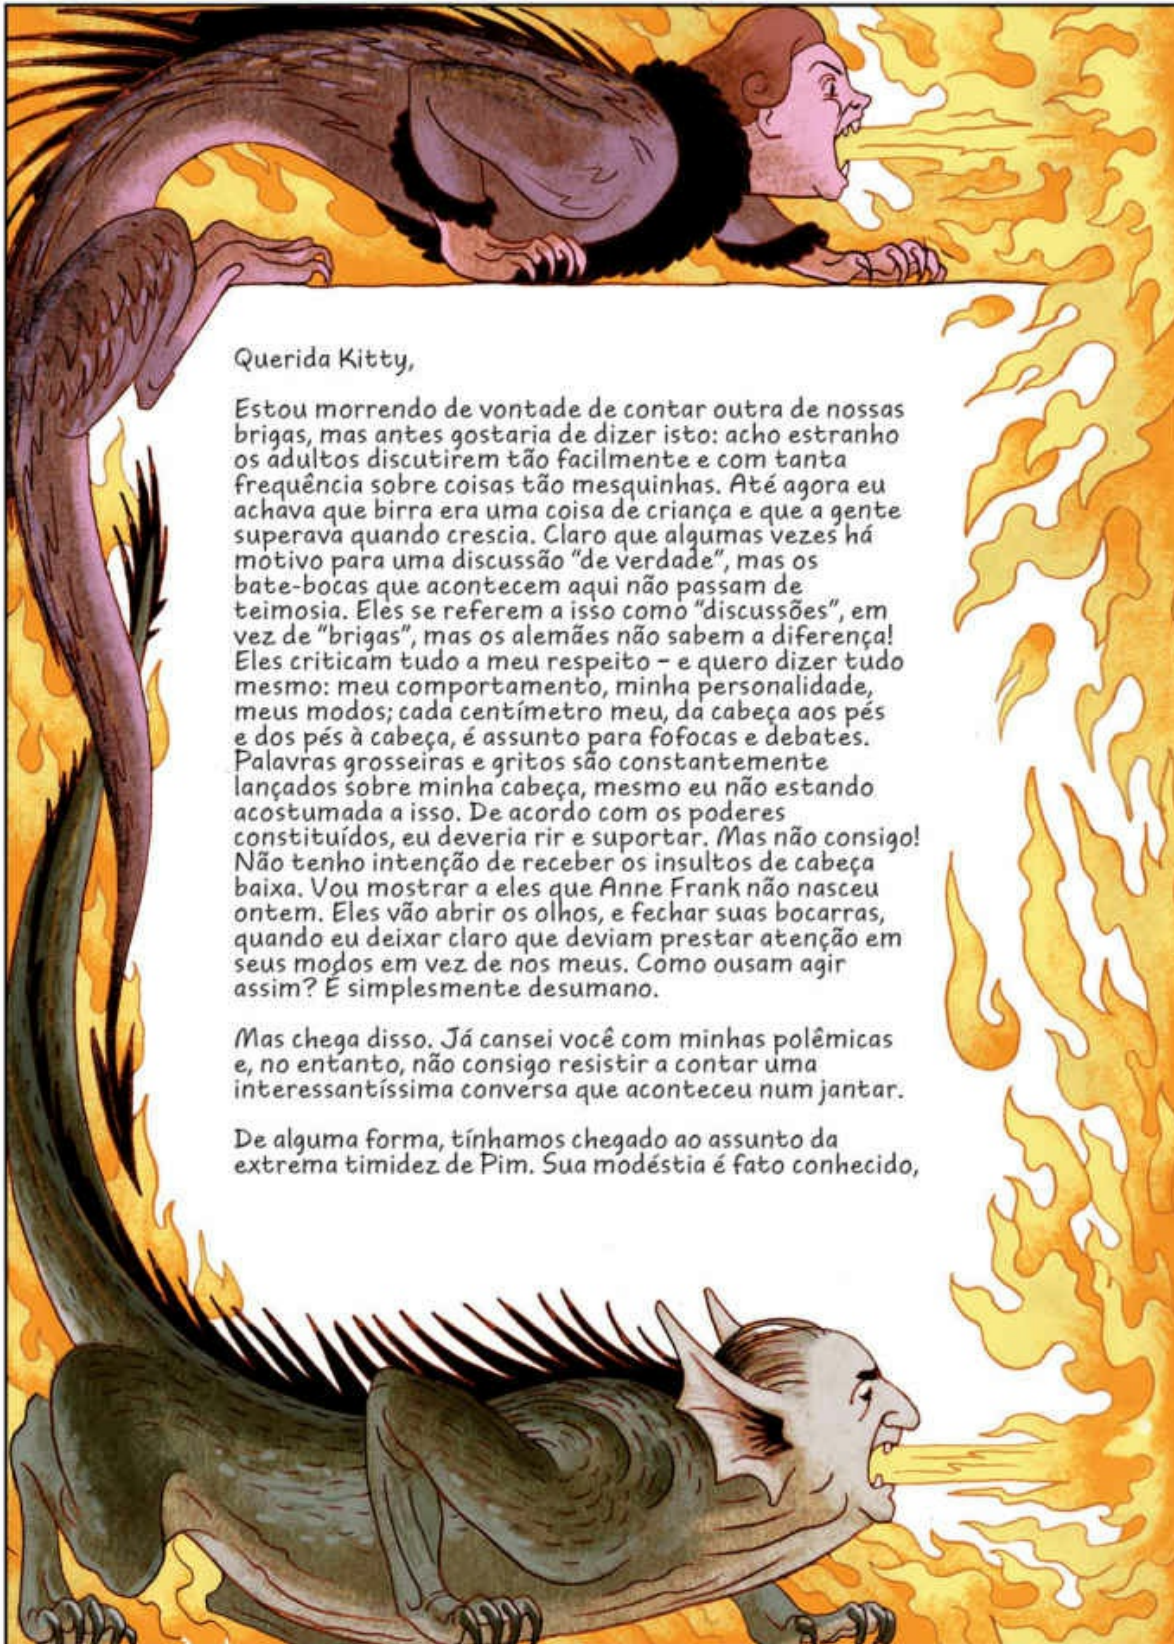 Querida Kitty,
Estou morrendo de vontade de contar outra de nossas
brigas, mas antes gostaria de dizer isto: acho estranho
os adultos discutirem tão facilmente e com tanta
frequência sobre coisas tão mesquinhas. Até agora eu
achava que birra era uma coisa de criança e que a gente
superava quando crescia. Claro que algumas vezes há
motivo para uma discussão “de verdade”, mas os
bate-bocas que acontecem aqui não passam de
teimosia. Eles se referem a isso como “discussões”, em
vez de “brigas”, mas os alemães não sabem a diferença!
Eles criticam tudo a meu respeito – e quero dizer tudo
mesmo: meu comportamento, minha personalidade,
meus modos; cada centímetro meu, da cabeça aos pés
e dos pés à cabeça, é assunto para fofocas e debates.
Palavras grosseiras e gritos são constantemente
lançados sobre minha cabeça, mesmo eu não estando
acostumada a isso. De acordo com os poderes
constituídos, eu deveria rir e suportar. Mas não consigo!
Não tenho intenção de receber os insultos de cabeça
baixa. Vou mostrar a eles que Anne Frank não nasceu
ontem. Eles vão abrir os olhos, e fechar suas bocarras,
quando eu deixar claro que deviam prestar atenção em
seus modos em vez de nos meus. Como ousam agir
assim? É simplesmente desumano.
Mas chega disso. Já cansei você com minhas polêmicas
e, no entanto, não consigo resistir a contar uma
interessantíssima conversa que aconteceu num jantar.
De alguma forma, tínhamos chegado ao assunto da
extrema timidez de Pim. Sua modéstia é fato conhecido,